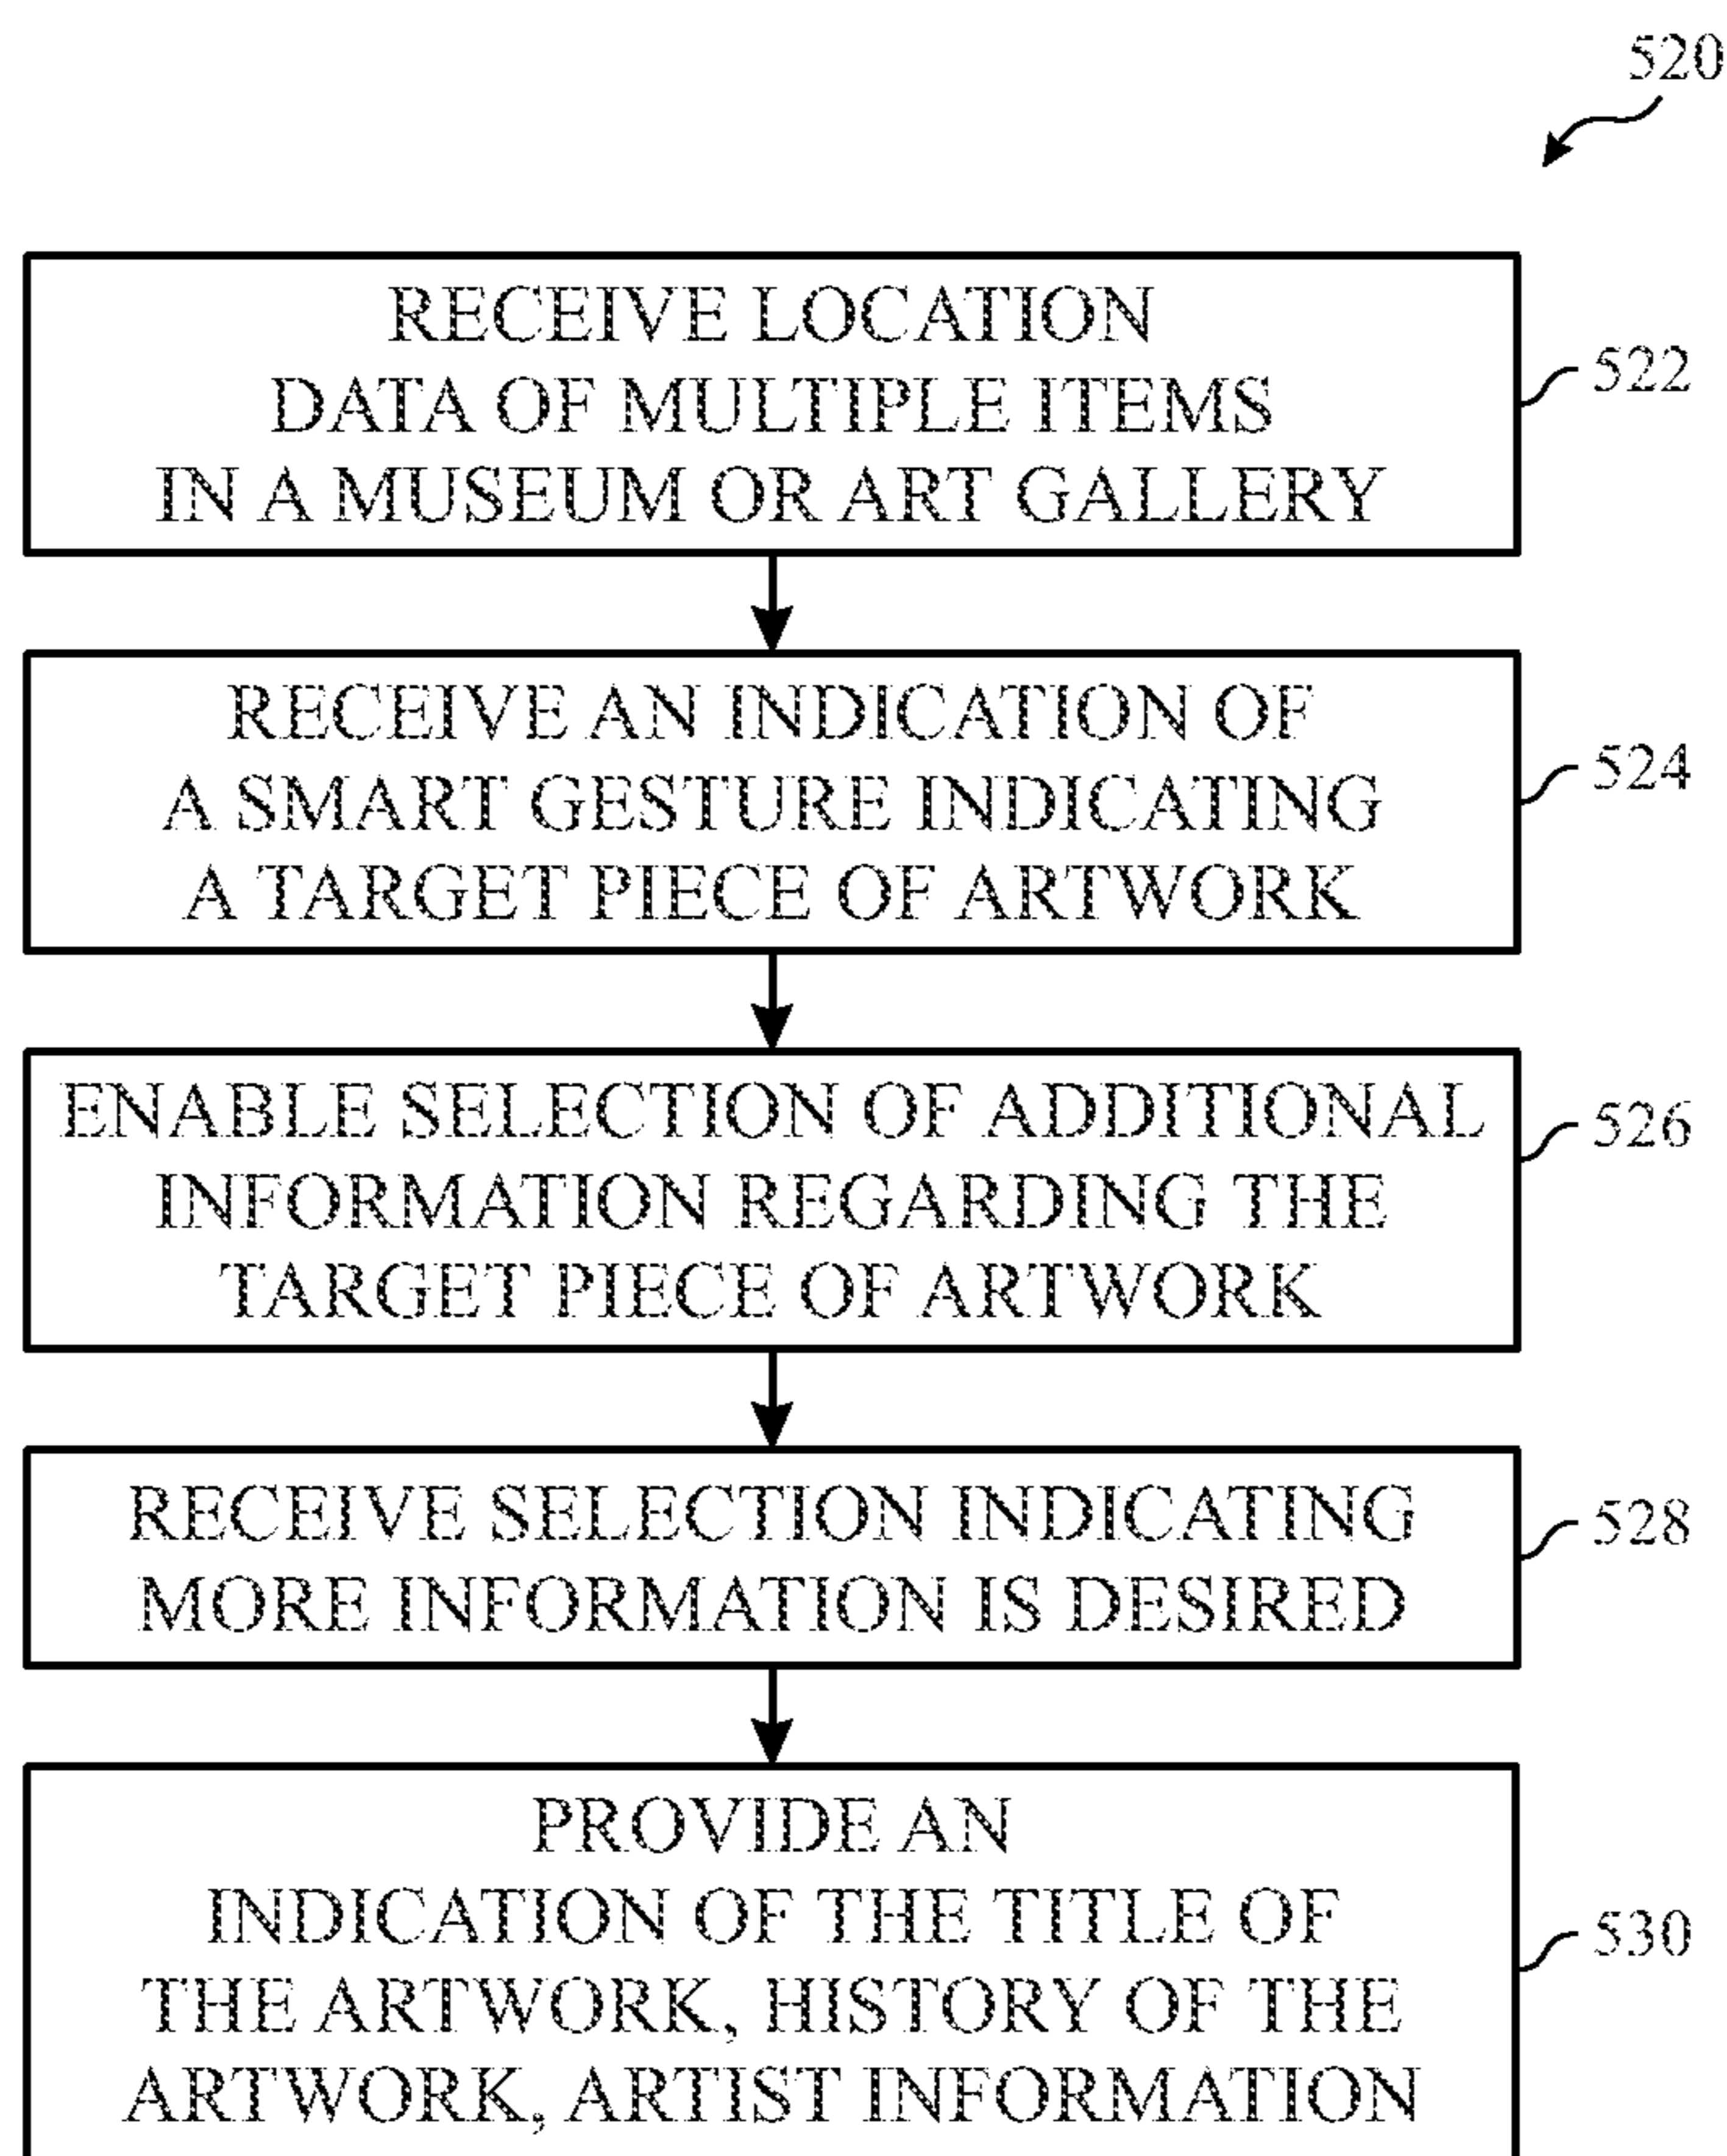 520
RECEIVE LOCATION
DATA OF MULTIPLE ITEMS
IN A MUSEUM OR ART GALLERY
522
RECEIVE AN INDICATION OF
A SMART GESTURE INDICATING
A TARGET PIECE OF ARTWORK
524
ENABLE SELECTION OF ADDITIONAL
INFORMATION REGARDING THE
TARGET PIECE OF ARTWORK
526
RECEIVE SELECTION INDICATING
MORE INFORMATION IS DESIRED
528
PROVIDE AN
INDICATION OF THE TITLE OF
THE ARTWORK, HISTORY OF THE
ARTWORK, ARTIST INFORMATION
530